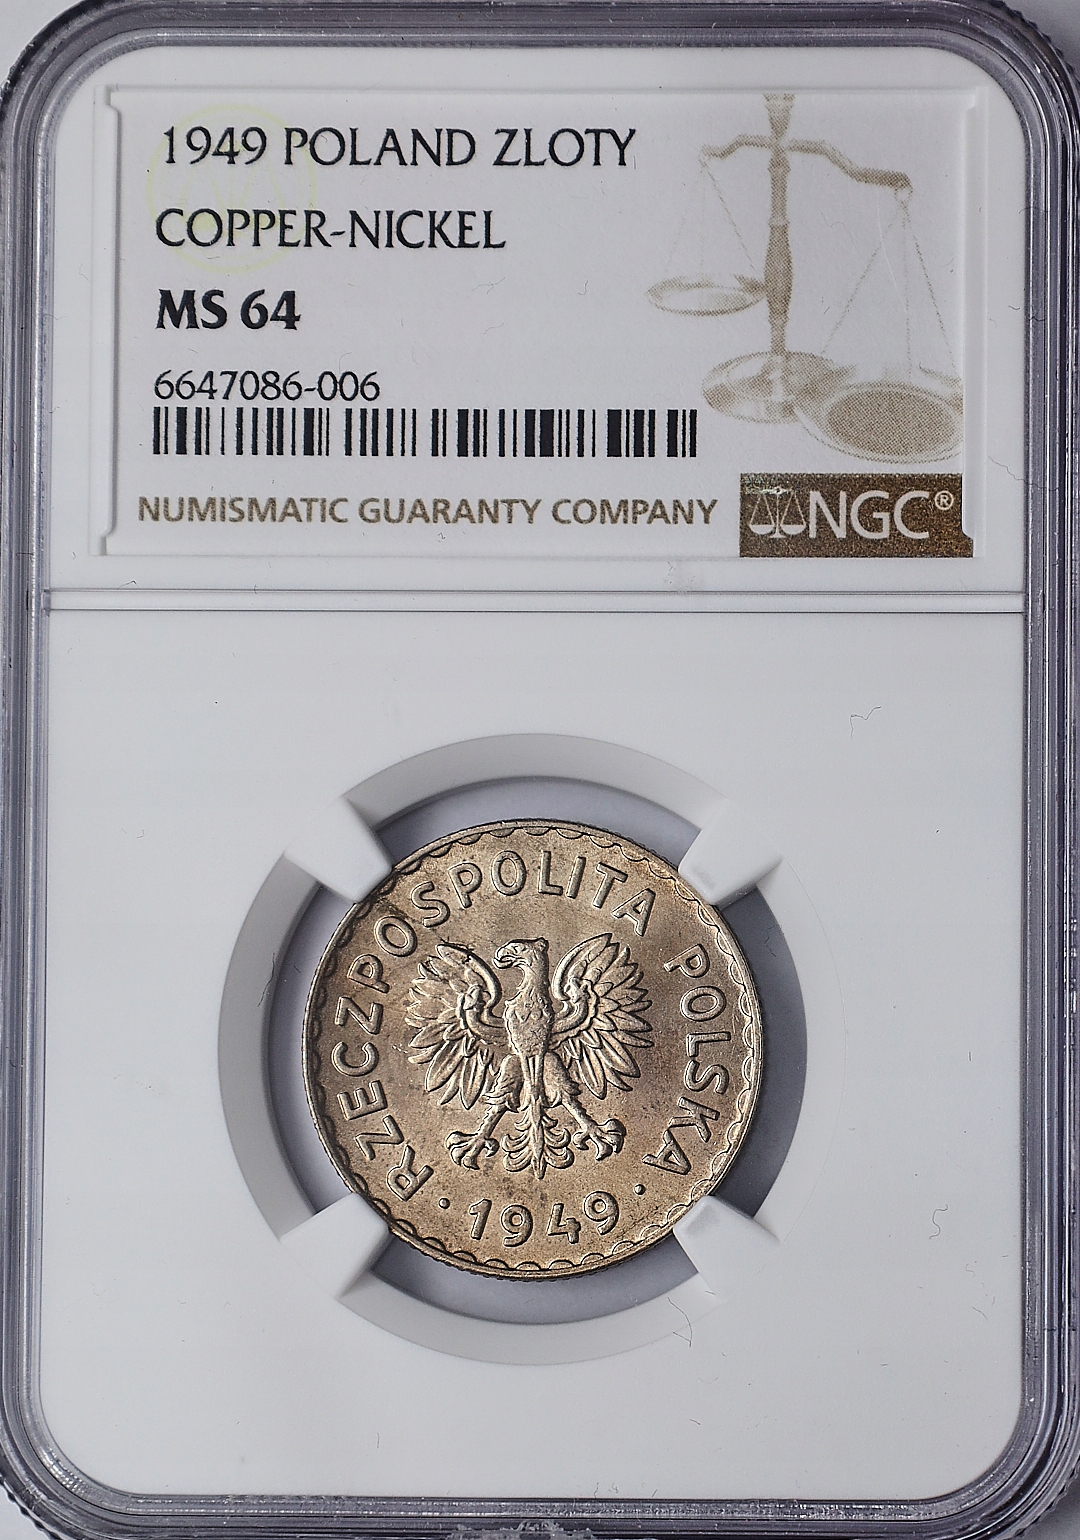 1949 POLAND ZLOTY
COPPER-NICKEL
MS 64
6647086-006
NUMISMATIC GUARANTY COMPANY
NGC®
RZECZPOSPOLITA POLSKA
· 1949 ·